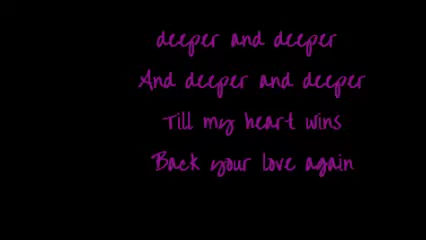 deeper and deeper
And deeper and deeper
Till my heart wins
Back your love again